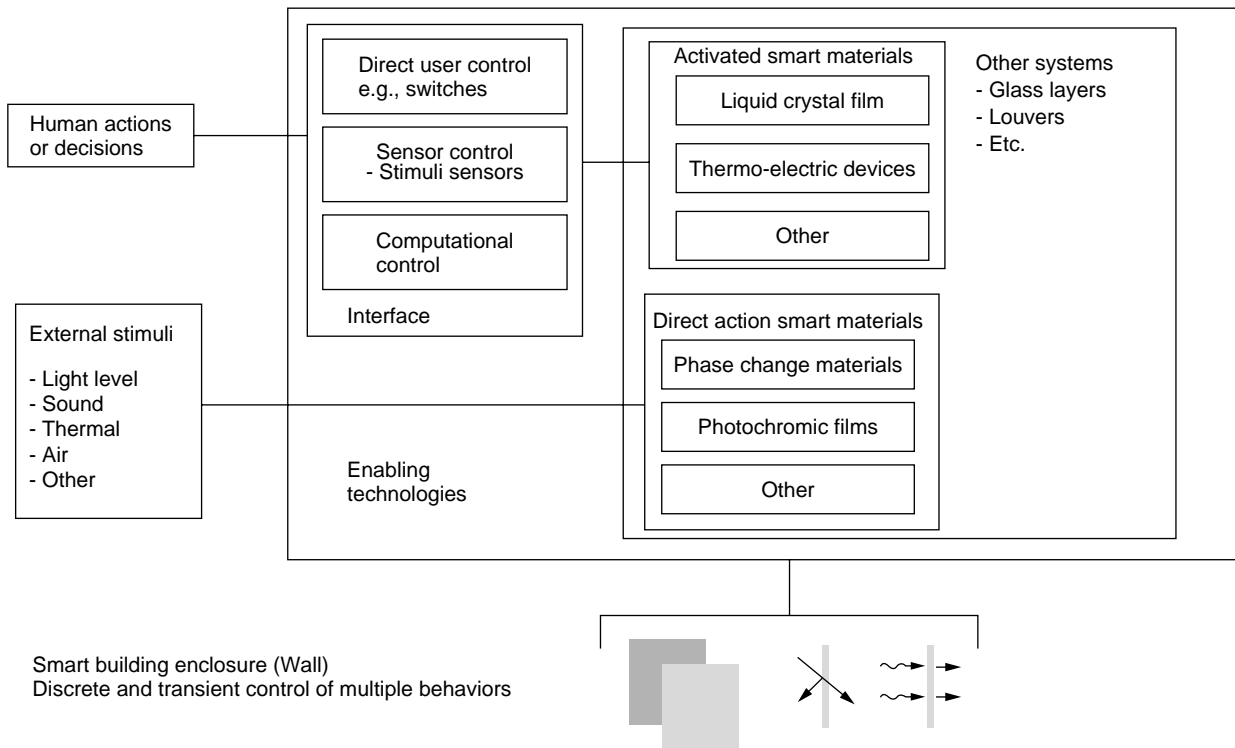 Human actions
or decisions
External stimuli
- Light level
- Sound
- Thermal
- Air
- Other
Direct user control
e.g., switches
Sensor control
- Stimuli sensors
Computational
control
Interface
Enabling
technologies
Activated smart materials
Liquid crystal film
Thermo-electric devices
Other
Direct action smart materials
Phase change materials
Photochromic films
Other
Other systems
- Glass layers
- Louvers
- Etc.
Smart building enclosure (Wall)
Discrete and transient control of multiple behaviors